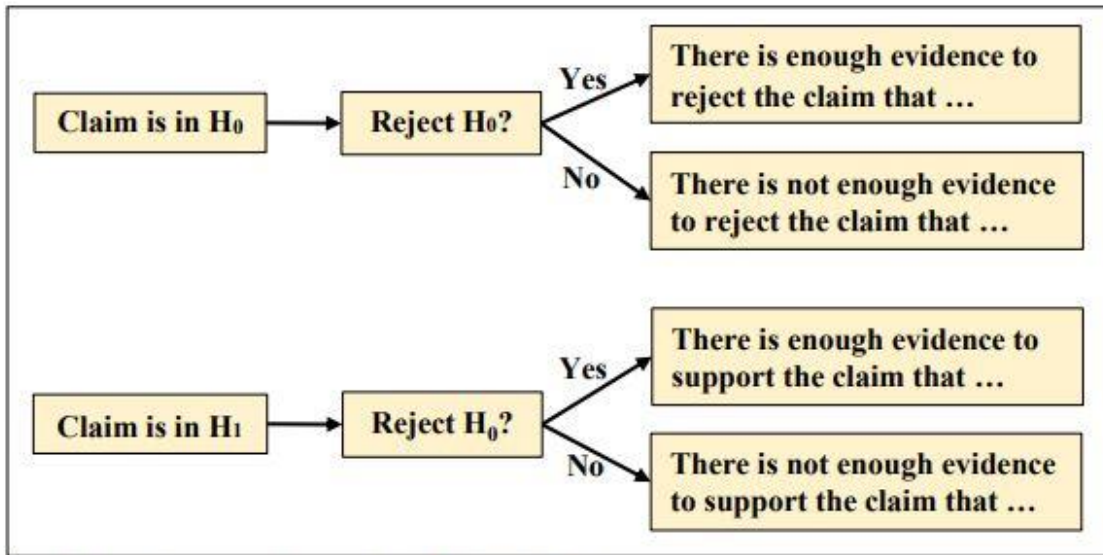 Claim is in H₀
Reject H0?
Yes
There is enough evidence to
reject the claim that …
No
There is not enough evidence
to reject the claim that …
Claim is in H1
Reject H₀?
Yes
There is enough evidence to
support the claim that …
No
There is not enough evidence
to support the claim that …